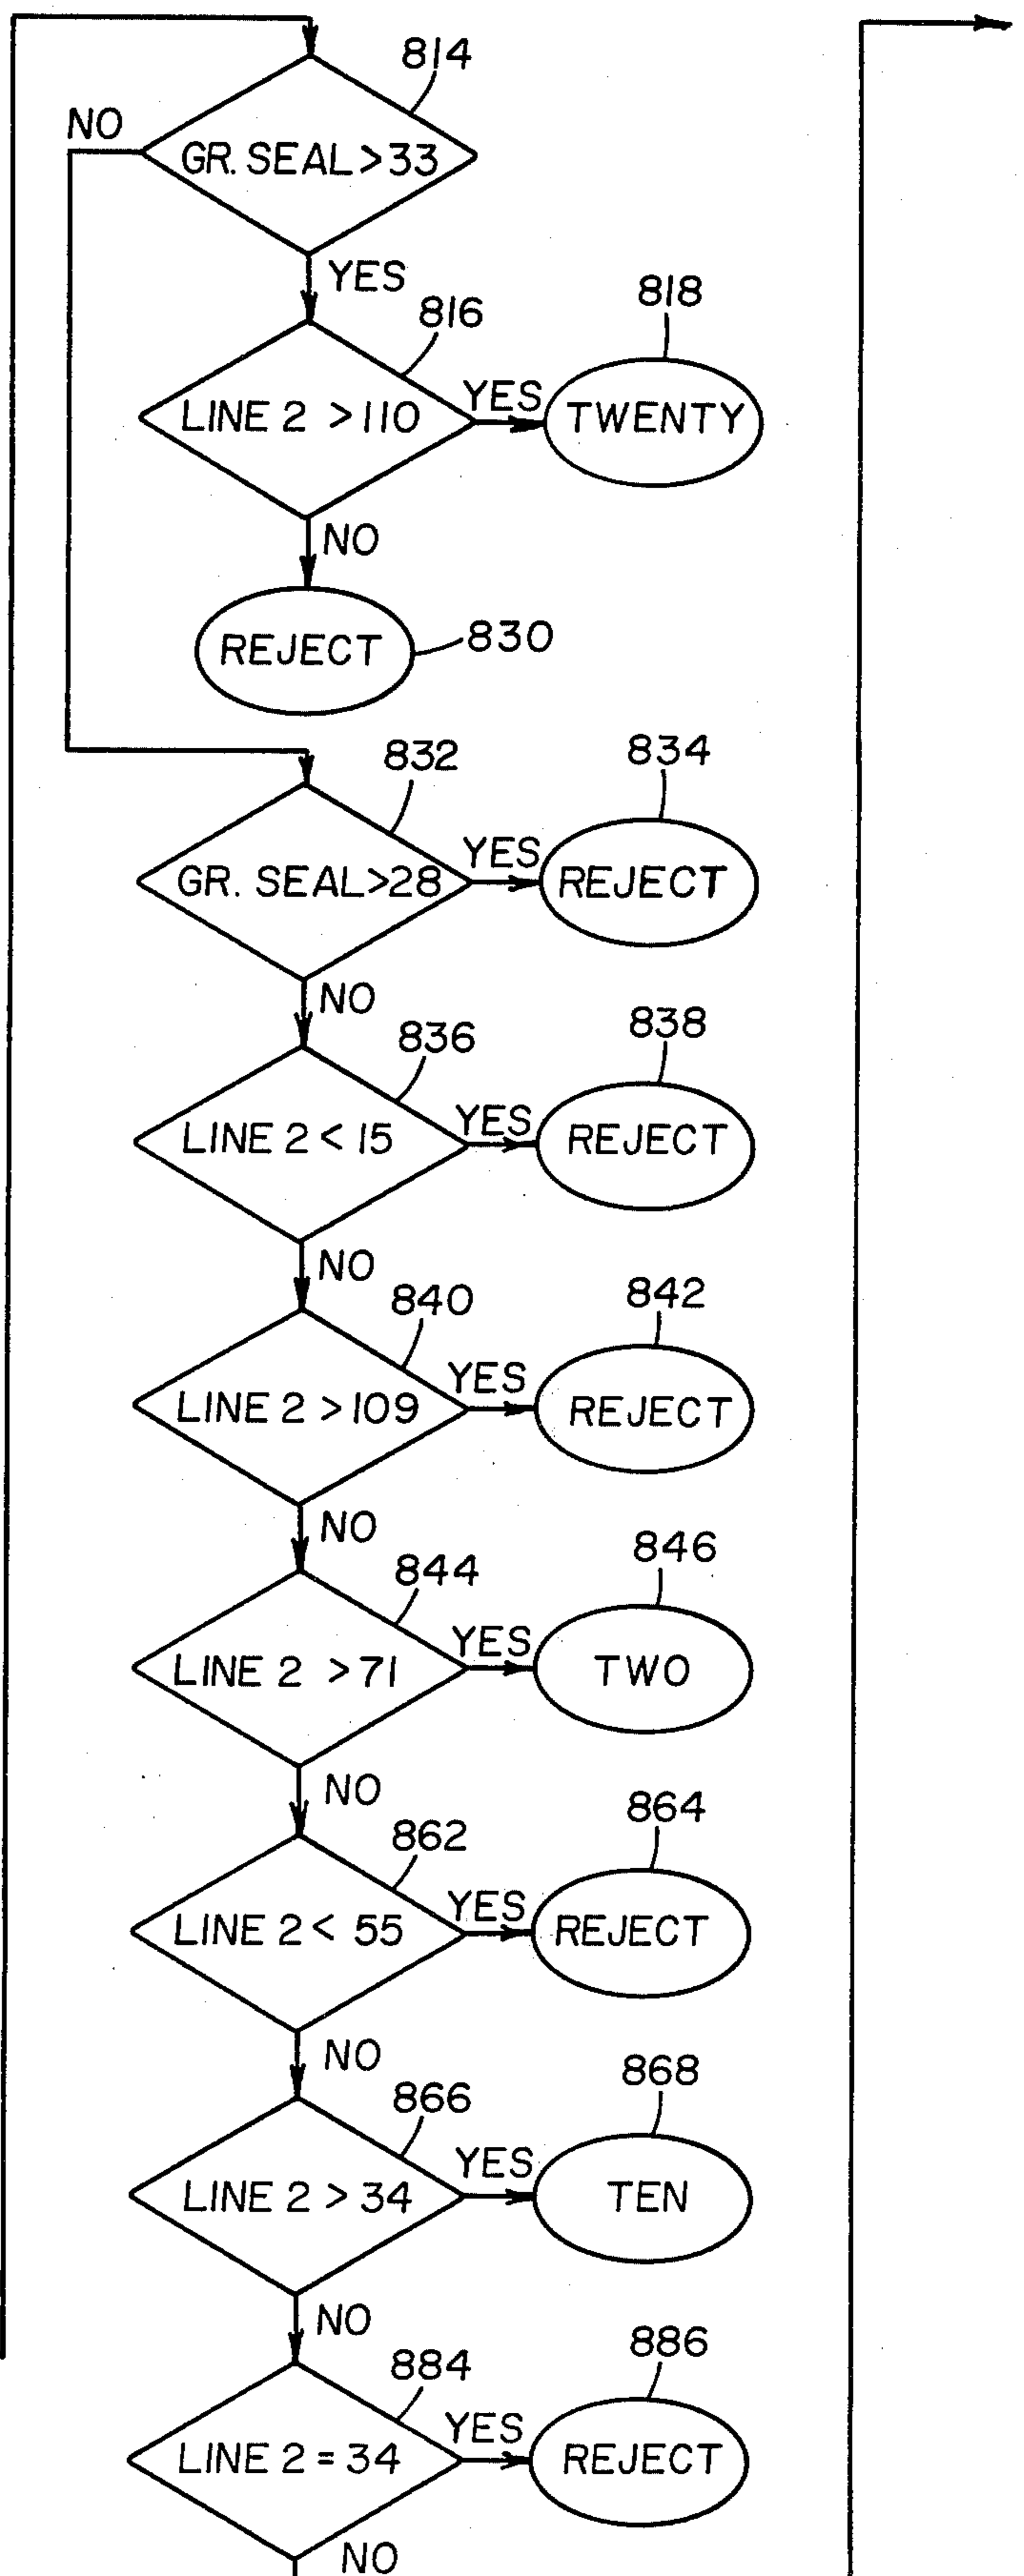 814
NO
GR. SEAL > 33
YES
816
818
LINE 2 > 110
YES
TWENTY
NO
REJECT
830
832
834
GR. SEAL > 28
YES
REJECT
NO
836
838
LINE 2 < 15
YES
REJECT
NO
840
842
LINE 2 > 109
YES
REJECT
NO
844
846
LINE 2 > 71
YES
TWO
NO
862
864
LINE 2 < 55
YES
REJECT
NO
866
868
LINE 2 > 34
YES
TEN
NO
884
886
LINE 2 = 34
YES
REJECT
NO